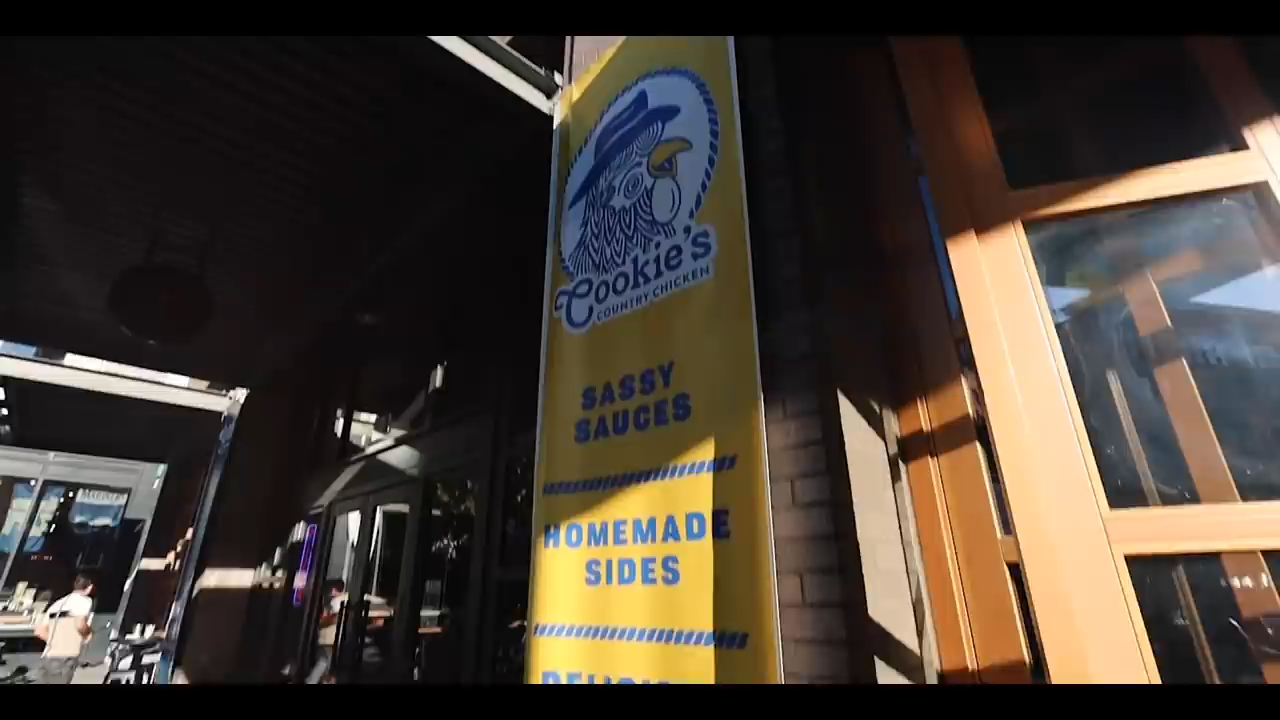 Cookie's
COUNTRY CHICKEN
SASSY
SAUCES
HOMEMADE
SIDES